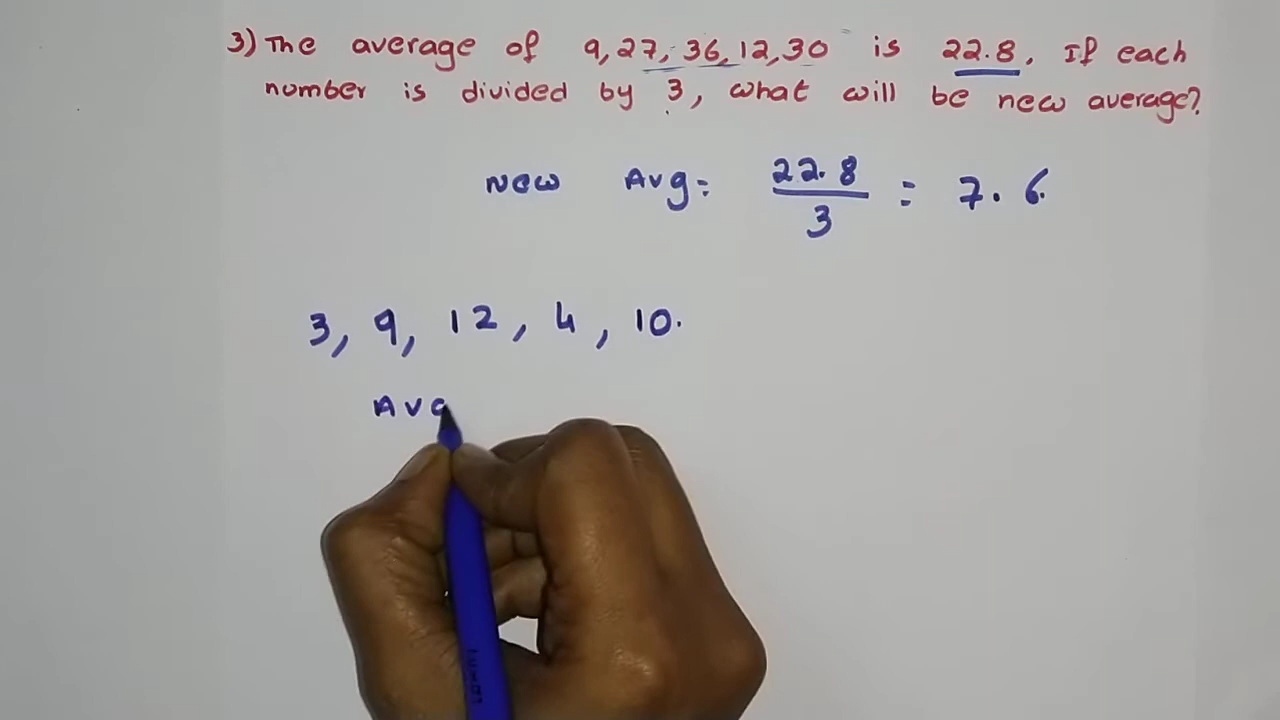 3) The average of 9,27,36,12,30 is 22.8. If each
number is divided by 3, what will be new average?
New Avg = 22.8/3 = 7.6
3, 9, 12, 4, 10.
Avg